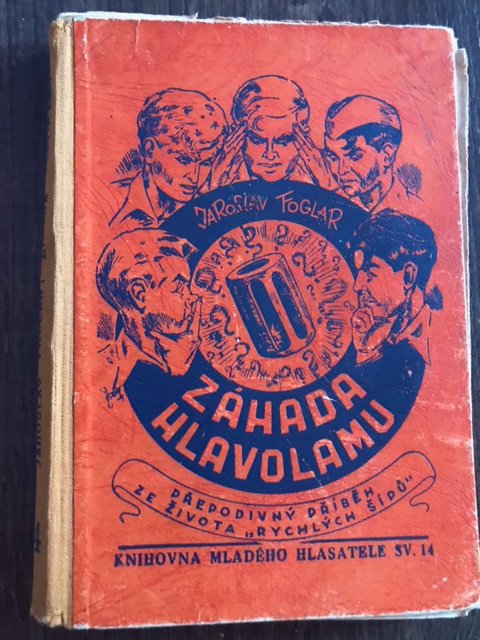 JAROSLAV FOGLAR
ZÁHADA
HLAVOLAMU
PŘEPODIVNÝ PŘÍBĚH
ZE ŽIVOTA „RYCHLÝCH ŠÍPŮ"
KNIHOVNA MLADÉHO HLASATELE SV. 14